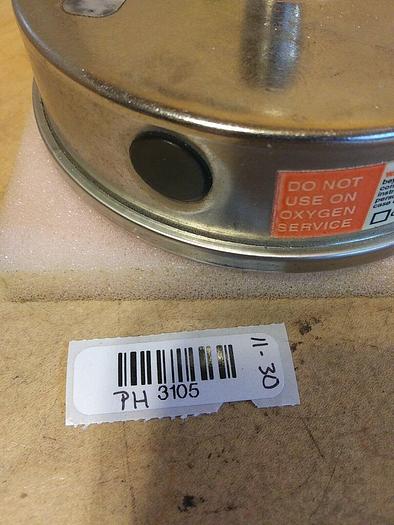 DO NOT
USE ON
OXYGEN
SERVICE
11-30
PH 3105